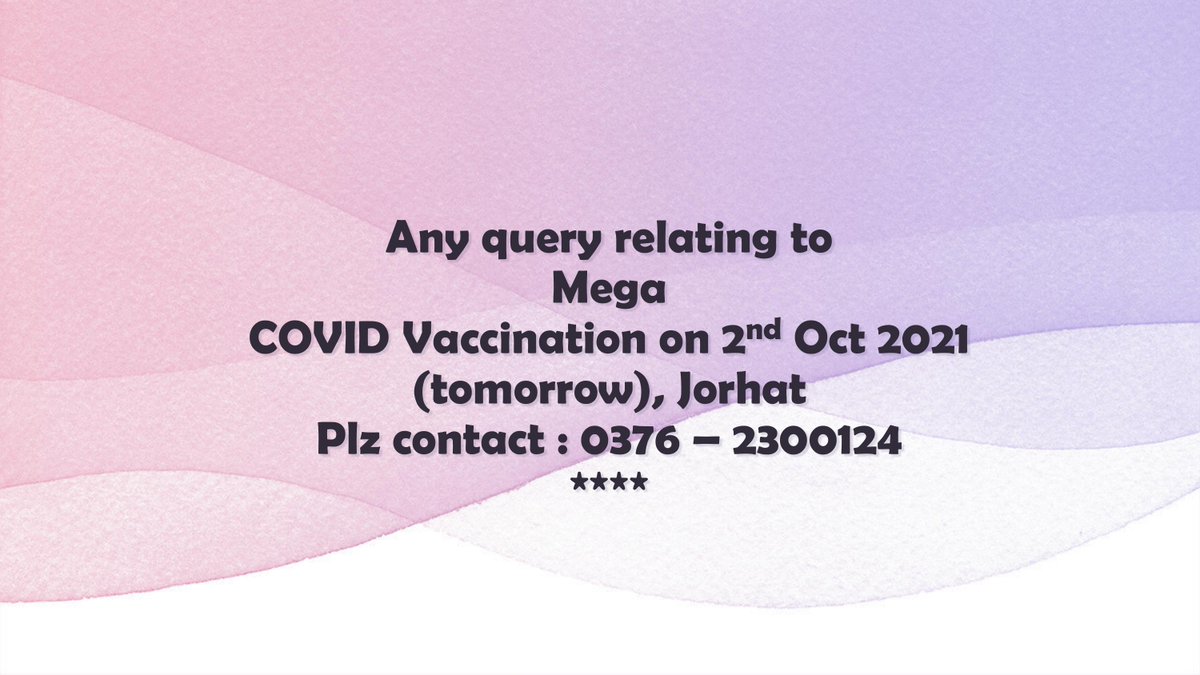 Any query relating to
Mega
COVID Vaccination on 2nd Oct 2021
(tomorrow), Jorhat
Plz contact : 0376 – 2300124
****